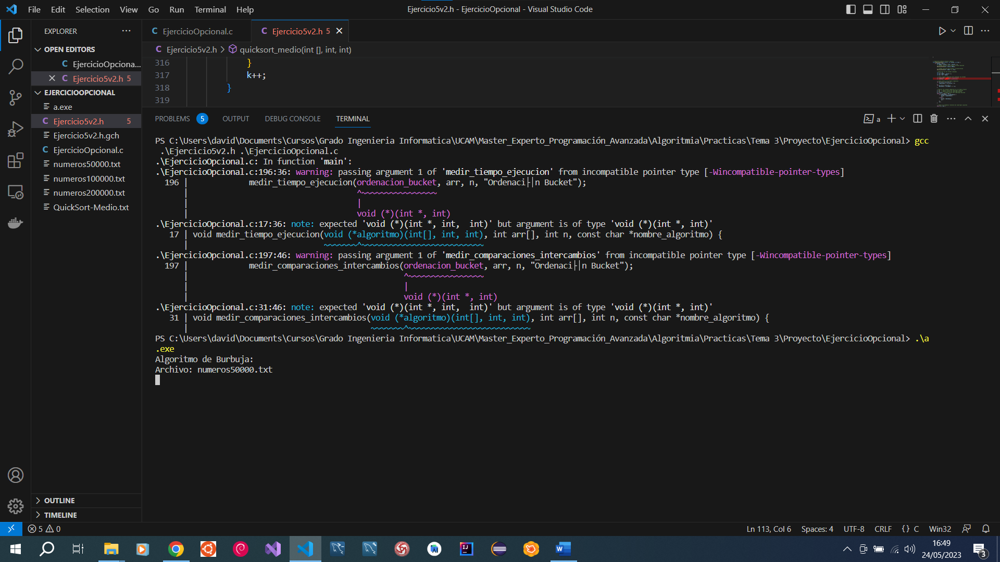 File Edit Selection View Go Run Terminal Help
Ejercicio5v2.h - EjercicioOpcional - Visual Studio Code
EXPLORER
OPEN EDITORS
EjercicioOpciona...
Ejercicio5v2.h 5
EJERCICIOOPCIONAL
a.exe
Ejercicio5v2.h 5
Ejercicio5v2.h.gch
EjercicioOpcional.c
numeros50000.txt
numeros100000.txt
numeros200000.txt
QuickSort-Medio.txt
OUTLINE
TIMELINE
EjercicioOpcional.c
Ejercicio5v2.h 5
Ejercicio5v2.h > quicksort_medio(int [], int, int)
316 }
317 k++;
318 }
319
PROBLEMS 5 OUTPUT DEBUG CONSOLE TERMINAL
a
PS C:\Users\david\Documents\Cursos\Grado Ingenieria Informatica\UCAM\Master_Experto_Programación_Avanzada\Algoritmia\Practicas\Tema 3\Proyecto\EjercicioOpcional> gcc
.\Ejercicio5v2.h .\EjercicioOpcional.c
.\EjercicioOpcional.c: In function 'main':
.\EjercicioOpcional.c:196:36: warning: passing argument 1 of 'medir_tiempo_ejecucion' from incompatible pointer type [-Wincompatible-pointer-types]
196 | medir_tiempo_ejecucion(ordenacion_bucket, arr, n, "Ordenaci├│n Bucket");
| ^~~~~~~~~~~~~~~~~
| |
| void (*)(int *, int)
.\EjercicioOpcional.c:17:36: note: expected 'void (*)(int *, int,  int)' but argument is of type 'void (*)(int *, int)'
17 | void medir_tiempo_ejecucion(void (*algoritmo)(int[], int, int), int arr[], int n, const char *nombre_algoritmo) {
| ~~~~~~~^~~~~~~~~~~~~~~~~~~~~~~~~~~
.\EjercicioOpcional.c:197:46: warning: passing argument 1 of 'medir_comparaciones_intercambios' from incompatible pointer type [-Wincompatible-pointer-types]
197 | medir_comparaciones_intercambios(ordenacion_bucket, arr, n, "Ordenaci├│n Bucket");
| ^~~~~~~~~~~~~~~~~
| |
| void (*)(int *, int)
.\EjercicioOpcional.c:31:46: note: expected 'void (*)(int *, int,  int)' but argument is of type 'void (*)(int *, int)'
31 | void medir_comparaciones_intercambios(void (*algoritmo)(int[], int, int), int arr[], int n, const char *nombre_algoritmo) {
| ~~~~~~~^~~~~~~~~~~~~~~~~~~~~~~~~~~
PS C:\Users\david\Documents\Cursos\Grado Ingenieria Informatica\UCAM\Master_Experto_Programación_Avanzada\Algoritmia\Practicas\Tema 3\Proyecto\EjercicioOpcional> .\a
.exe
Algoritmo de Burbuja:
Archivo: numeros50000.txt
5 0
Ln 113, Col 6 Spaces: 4 UTF-8 CRLF {} C Win32
16:49
24/05/2023
3